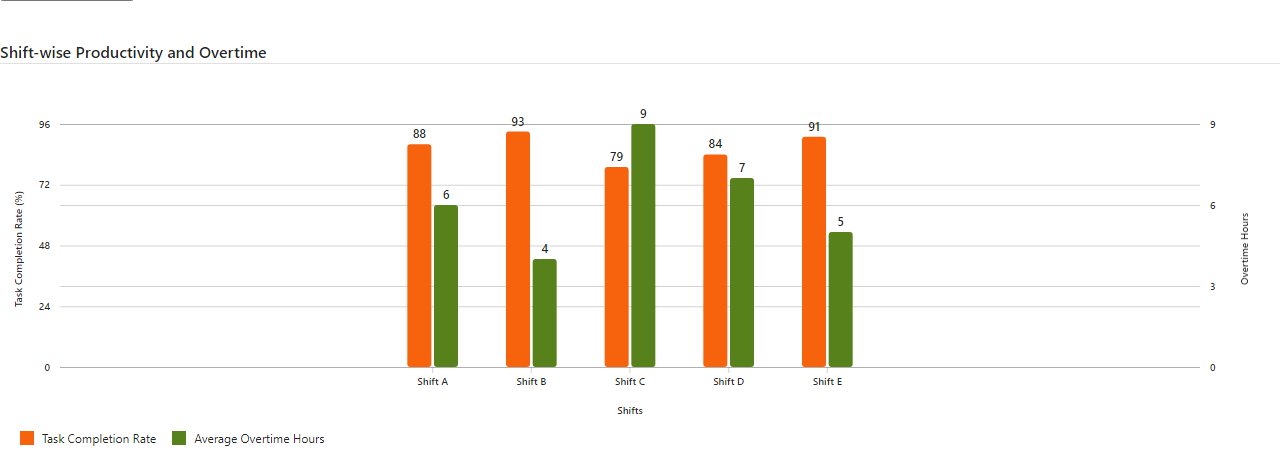 Shift-wise Productivity and Overtime
9
93
96 88 91 9
84
79 7
72
6 6
5
48 4
3
24
0 0
Task Completion Rate (%)
Overtime Hours
Shift A Shift B Shift C Shift D Shift E
Shifts
Task Completion Rate Average Overtime Hours